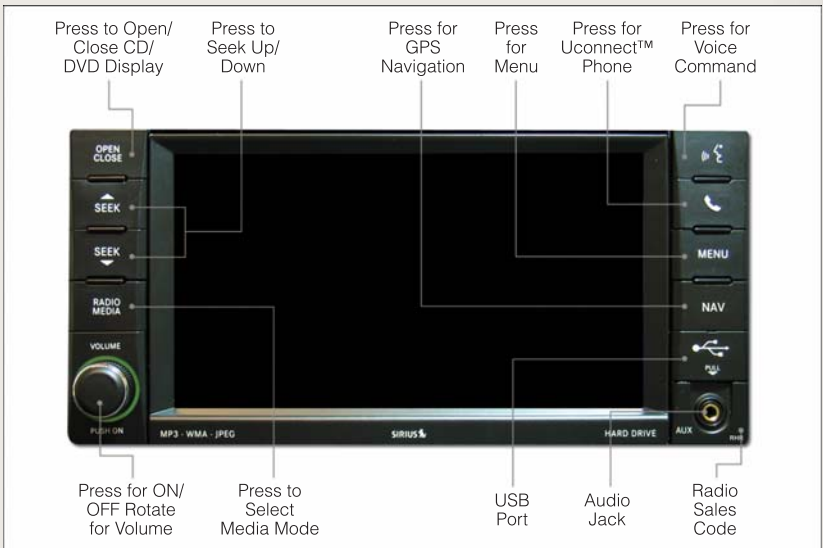 Press to Open/
Close CD/
DVD Display
Press to
Seek Up/
Down
Press for
GPS
Navigation
Press
for
Menu
Press for
Uconnect™
Phone
Press for
Voice
Command
OPEN
CLOSE
SEEK
SEEK
RADIO
MEDIA
VOLUME
PUSH ON
MENU
NAV
PULL
AUX
RHR
MP3 - WMA - JPEG
SIRIUS
HARD DRIVE
Press for ON/
OFF Rotate
for Volume
Press to
Select
Media Mode
USB
Port
Audio
Jack
Radio
Sales
Code